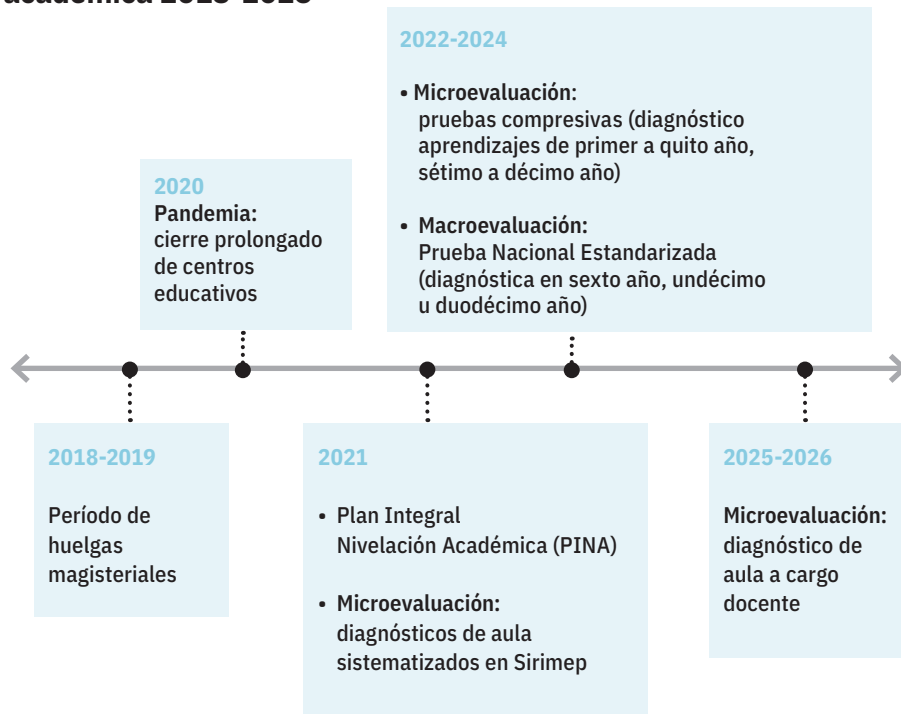 2022-2024
• Microevaluación:
pruebas compresivas (diagnóstico
aprendizajes de primer a quito año,
sétimo a décimo año)
• Macroevaluación:
Prueba Nacional Estandarizada
(diagnóstica en sexto año, undécimo
u duodécimo año)
2020
Pandemia:
cierre prolongado
de centros
educativos
2018-2019
Período de
huelgas
magisteriales
2021
• Plan Integral
Nivelación Académica (PINA)
• Microevaluación:
diagnósticos de aula
sistematizados en Sirimep
2025-2026
Microevaluación:
diagnóstico de
aula a cargo
docente